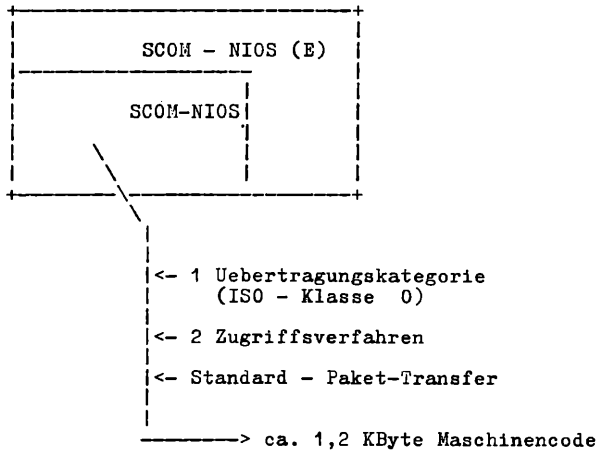 SCOM - NIOS (E)
SCOM-NIOS
<- 1 Uebertragungskategorie
(ISO - Klasse 0)
<- 2 Zugriffsverfahren
<- Standard - Paket-Transfer
> ca. 1,2 KByte Maschinencode